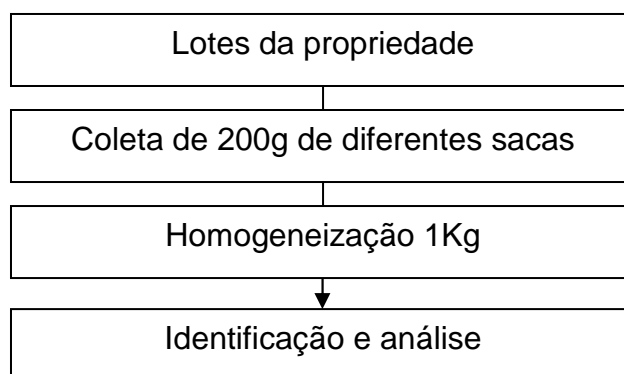 Lotes da propriedade
Coleta de 200g de diferentes sacas
Homogeneização 1Kg
Identificação e análise